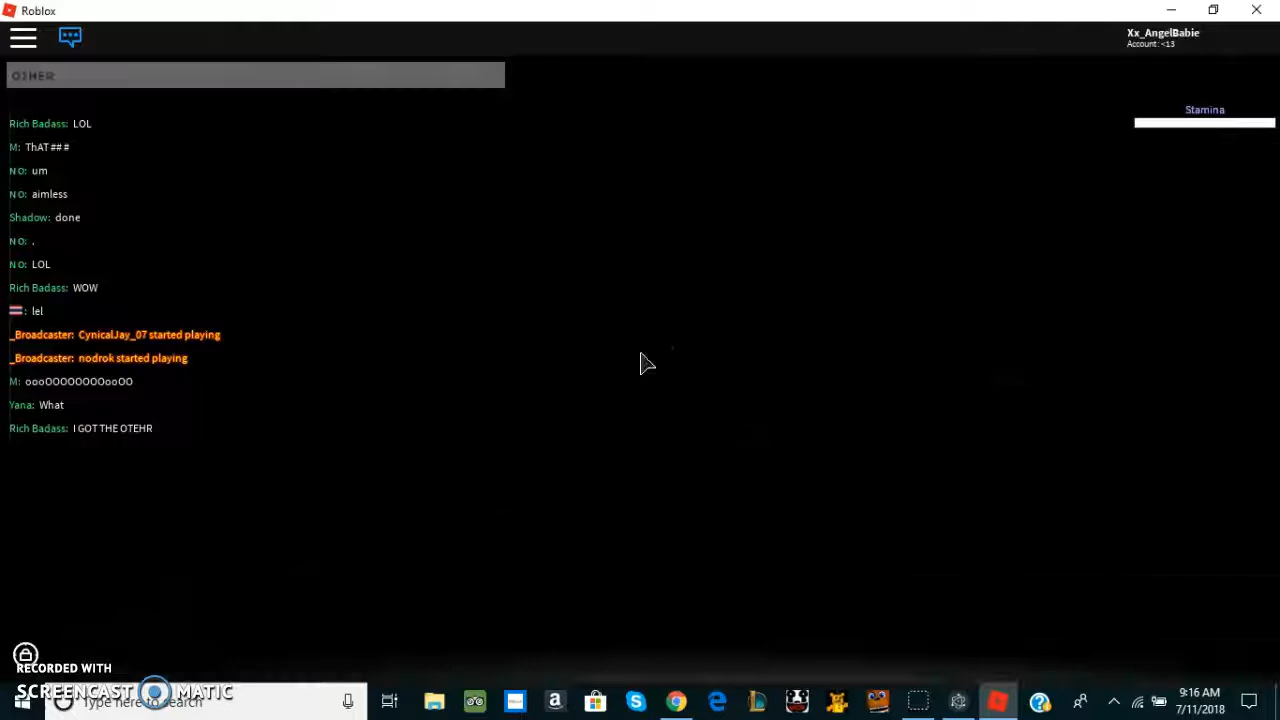 Roblox
Xx_AngelBabie
Account: <13
OTHER
Stamina
Rich Badass: LOL
M: ThAT ###
NO: um
NO: aimless
Shadow: done
NO: .
NO: LOL
Rich Badass: WOW
: lel
_Broadcaster: CynicalJay_07 started playing
_Broadcaster: nodrok started playing
M: oooOOOOOOOOooOO
Yana: What
Rich Badass: I GOT THE OTEHR
RECORDED WITH
SCREENCAST MATIC
Type here to search
9:16 AM
7/11/2018